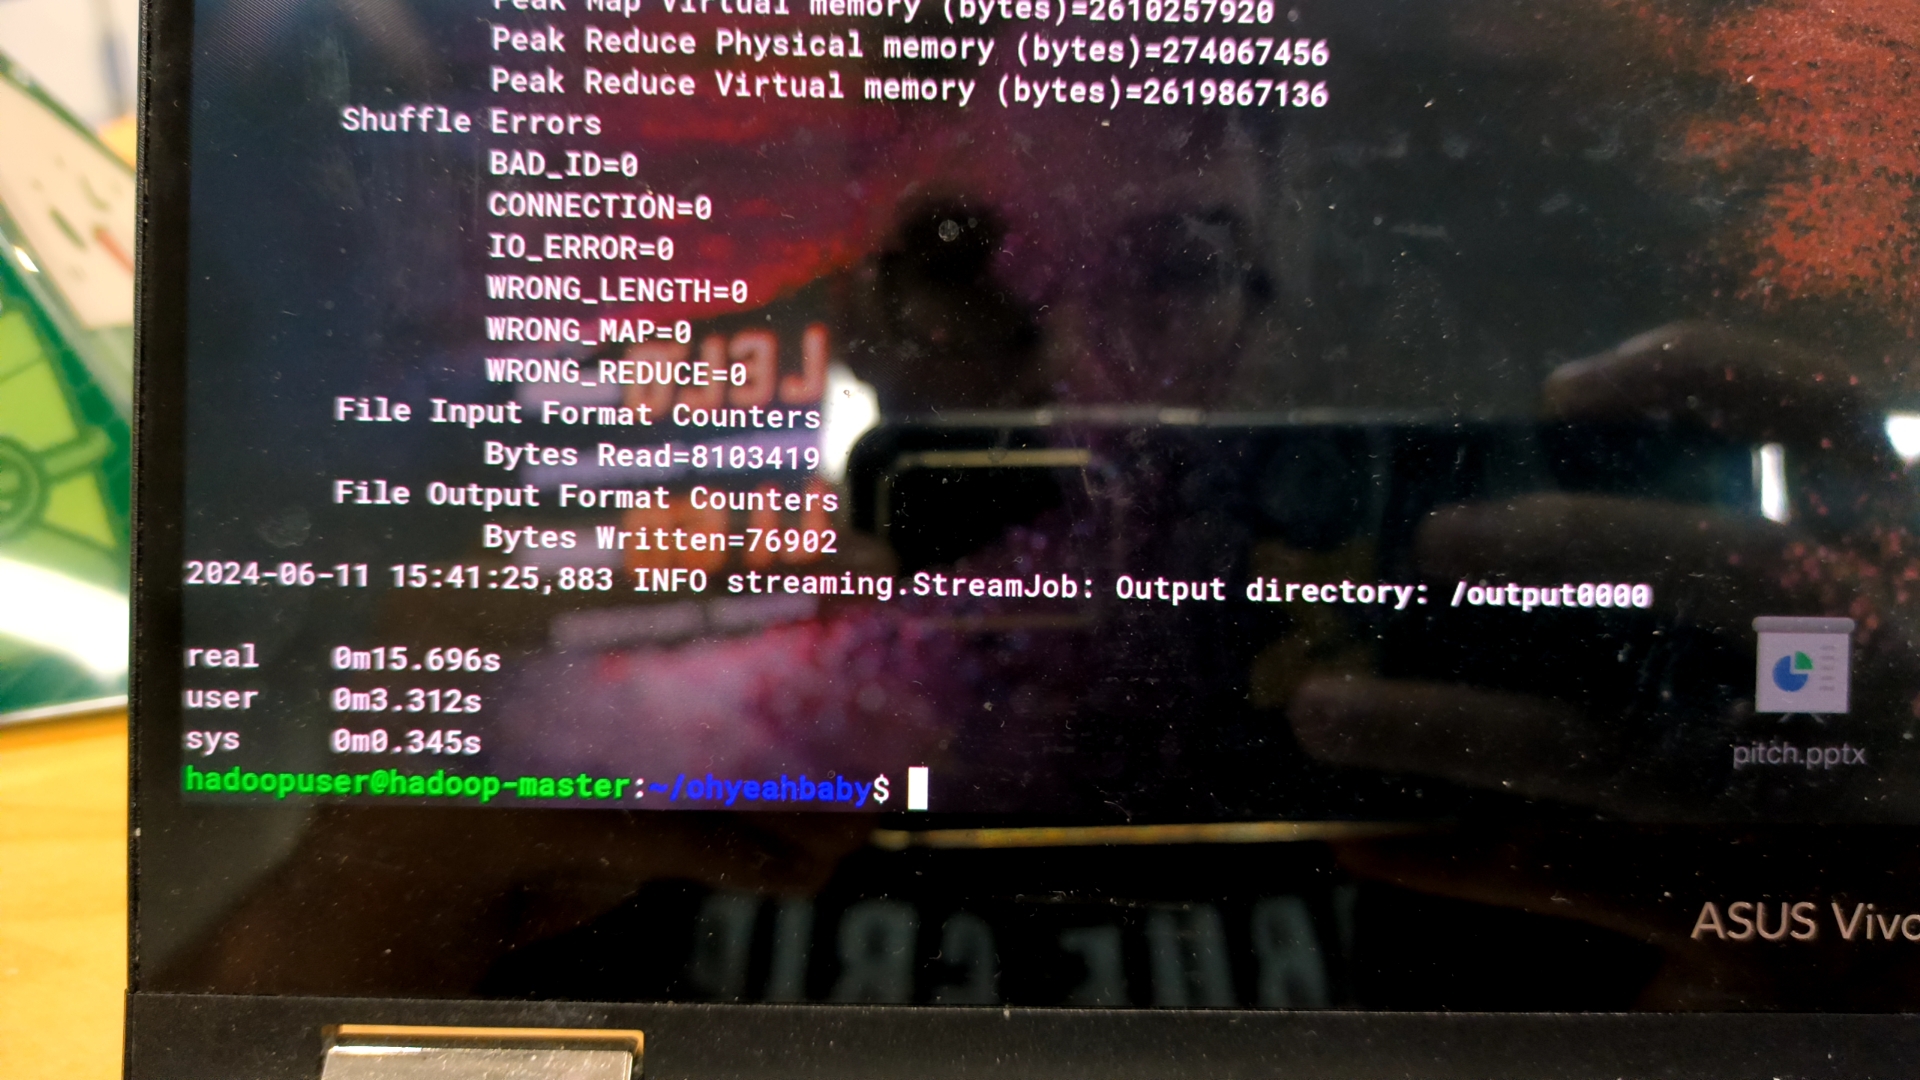 Peak Map Virtual memory (bytes)=2610257920
Peak Reduce Physical memory (bytes)=274067456
Peak Reduce Virtual memory (bytes)=2619867136
Shuffle Errors
BAD_ID=0
CONNECTION=0
IO_ERROR=0
WRONG_LENGTH=0
WRONG_MAP=0
WRONG_REDUCE=0
File Input Format Counters
Bytes Read=8103419
File Output Format Counters
Bytes Written=76902
2024-06-11 15:41:25,883 INFO streaming.StreamJob: Output directory: /output0000
real 0m15.696s
user 0m3.312s
sys 0m0.345s
hadoopuser@hadoop-master:~/ohyeahbaby$
pitch.pptx
ASUS Vivo